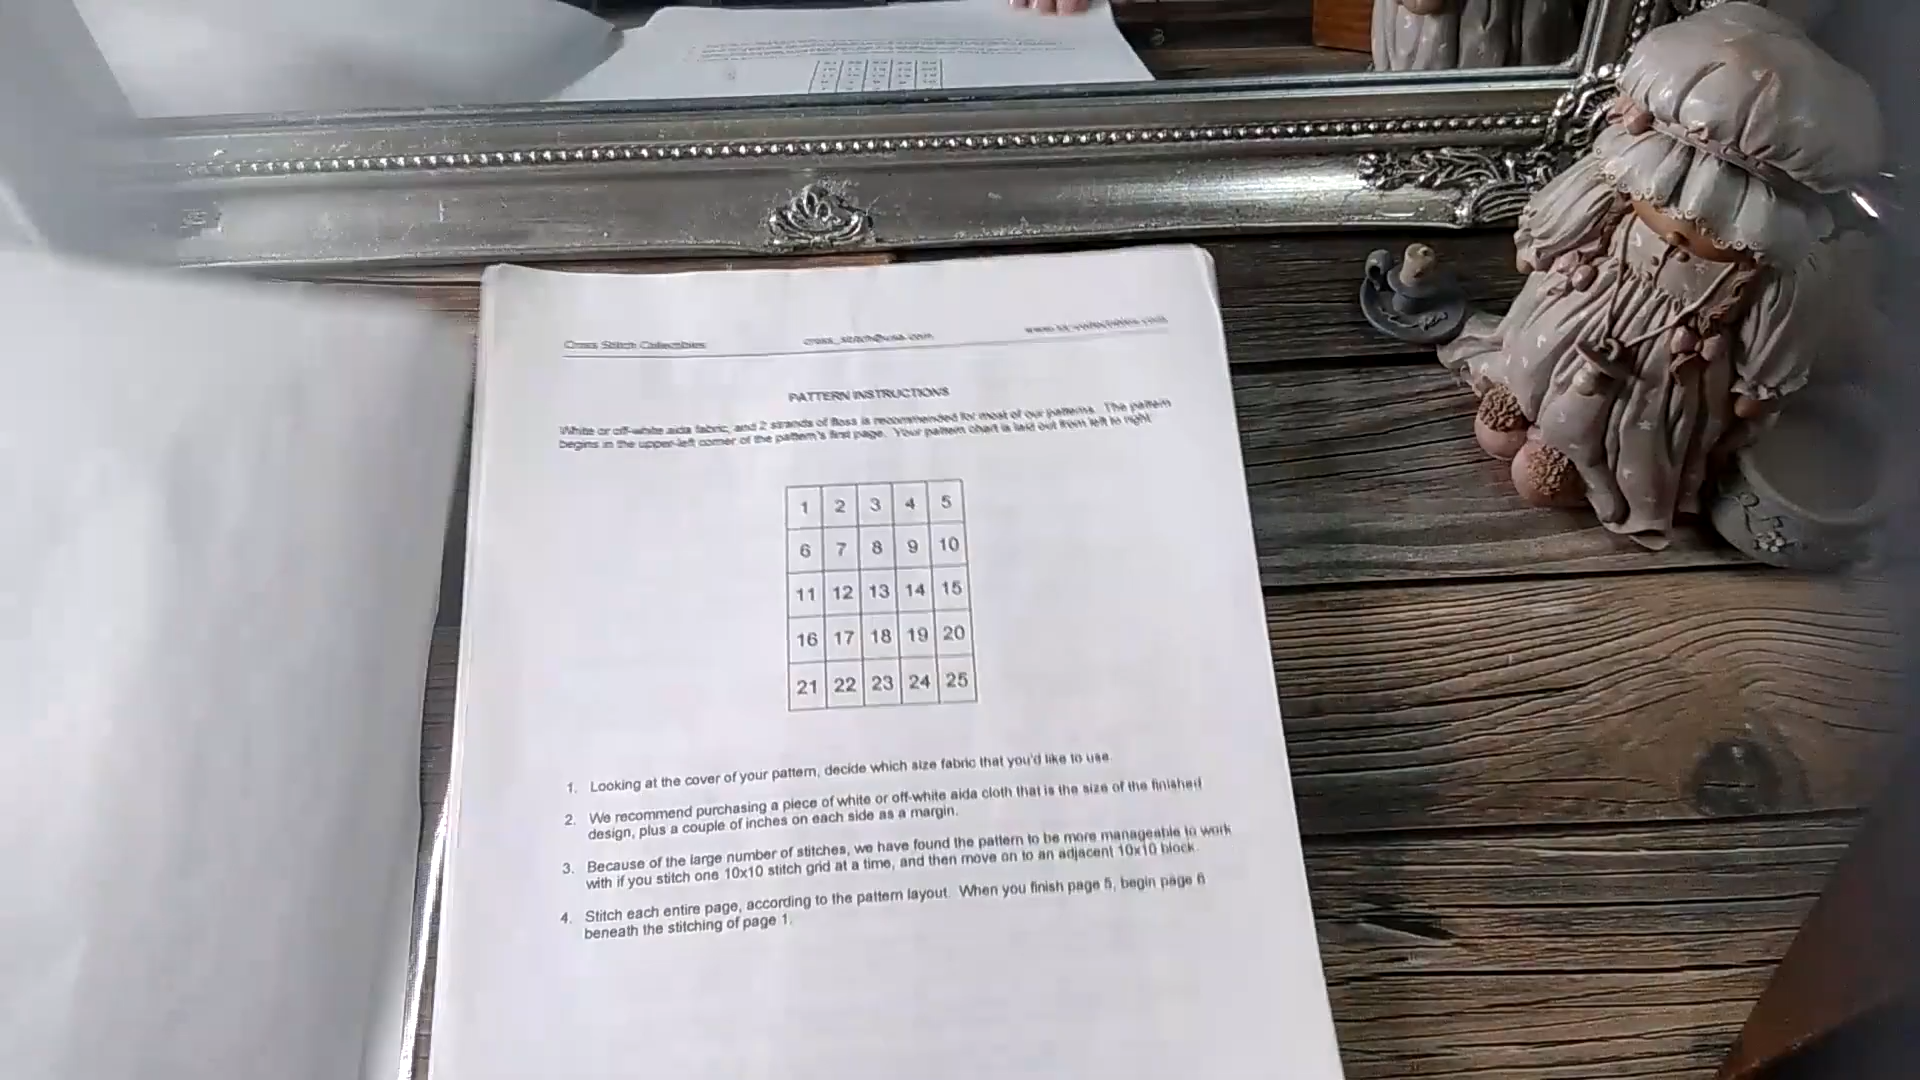 Cross Stitch Collectibles
PATTERN INSTRUCTIONS
White or off-white aida fabric, and 2 strands of floss is recommended for most of our patterns. The pattern
begins in the upper-left corner of the pattern's first page. Your pattern chart is laid out from left to right
1 2 3 4 5
6 7 8 9 10
11 12 13 14 15
16 17 18 19 20
21 22 23 24 25
1. Looking at the cover of your pattern, decide which size fabric that you'd like to use.
2. We recommend purchasing a piece of white or off-white aida cloth that is the size of the finished
design, plus a couple of inches on each side as a margin.
3. Because of the large number of stitches, we have found the pattern to be more manageable to work
with if you stitch one 10x10 stitch grid at a time, and then move on to an adjacent 10x10 block.
4. Stitch each entire page, according to the pattern layout. When you finish page 5, begin page 6
beneath the stitching of page 1.